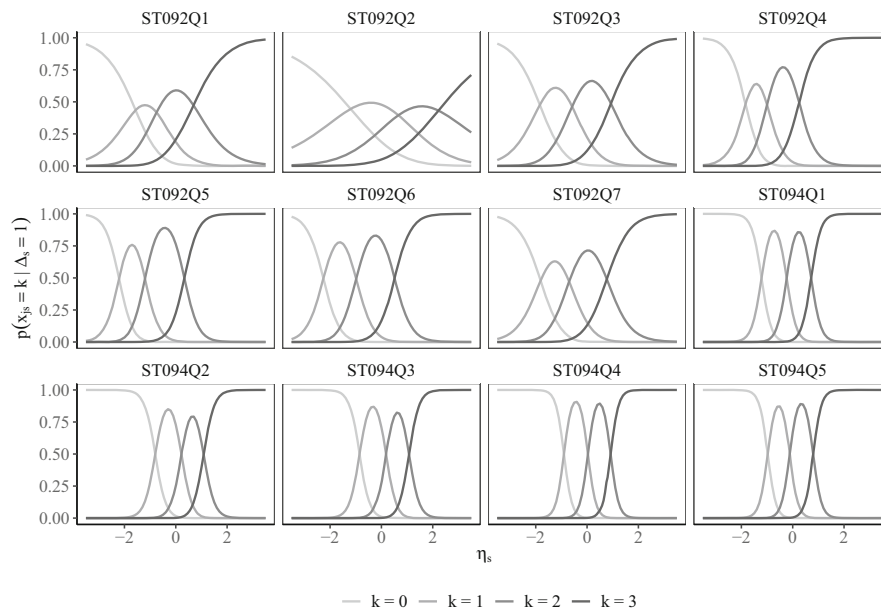 ST092Q1 ST092Q2 ST092Q3 ST092Q4
1.00
0.75
0.50
0.25
0.00
ST092Q5 ST092Q6 ST092Q7 ST094Q1
1.00
0.75
0.50
0.25
0.00
ST094Q2 ST094Q3 ST094Q4 ST094Q5
1.00
0.75
0.50
0.25
0.00
p(xjs = k | Δs = 1)
−2 0 2 −2 0 2 −2 0 2 −2 0 2
ηs
k = 0 k = 1 k = 2 k = 3